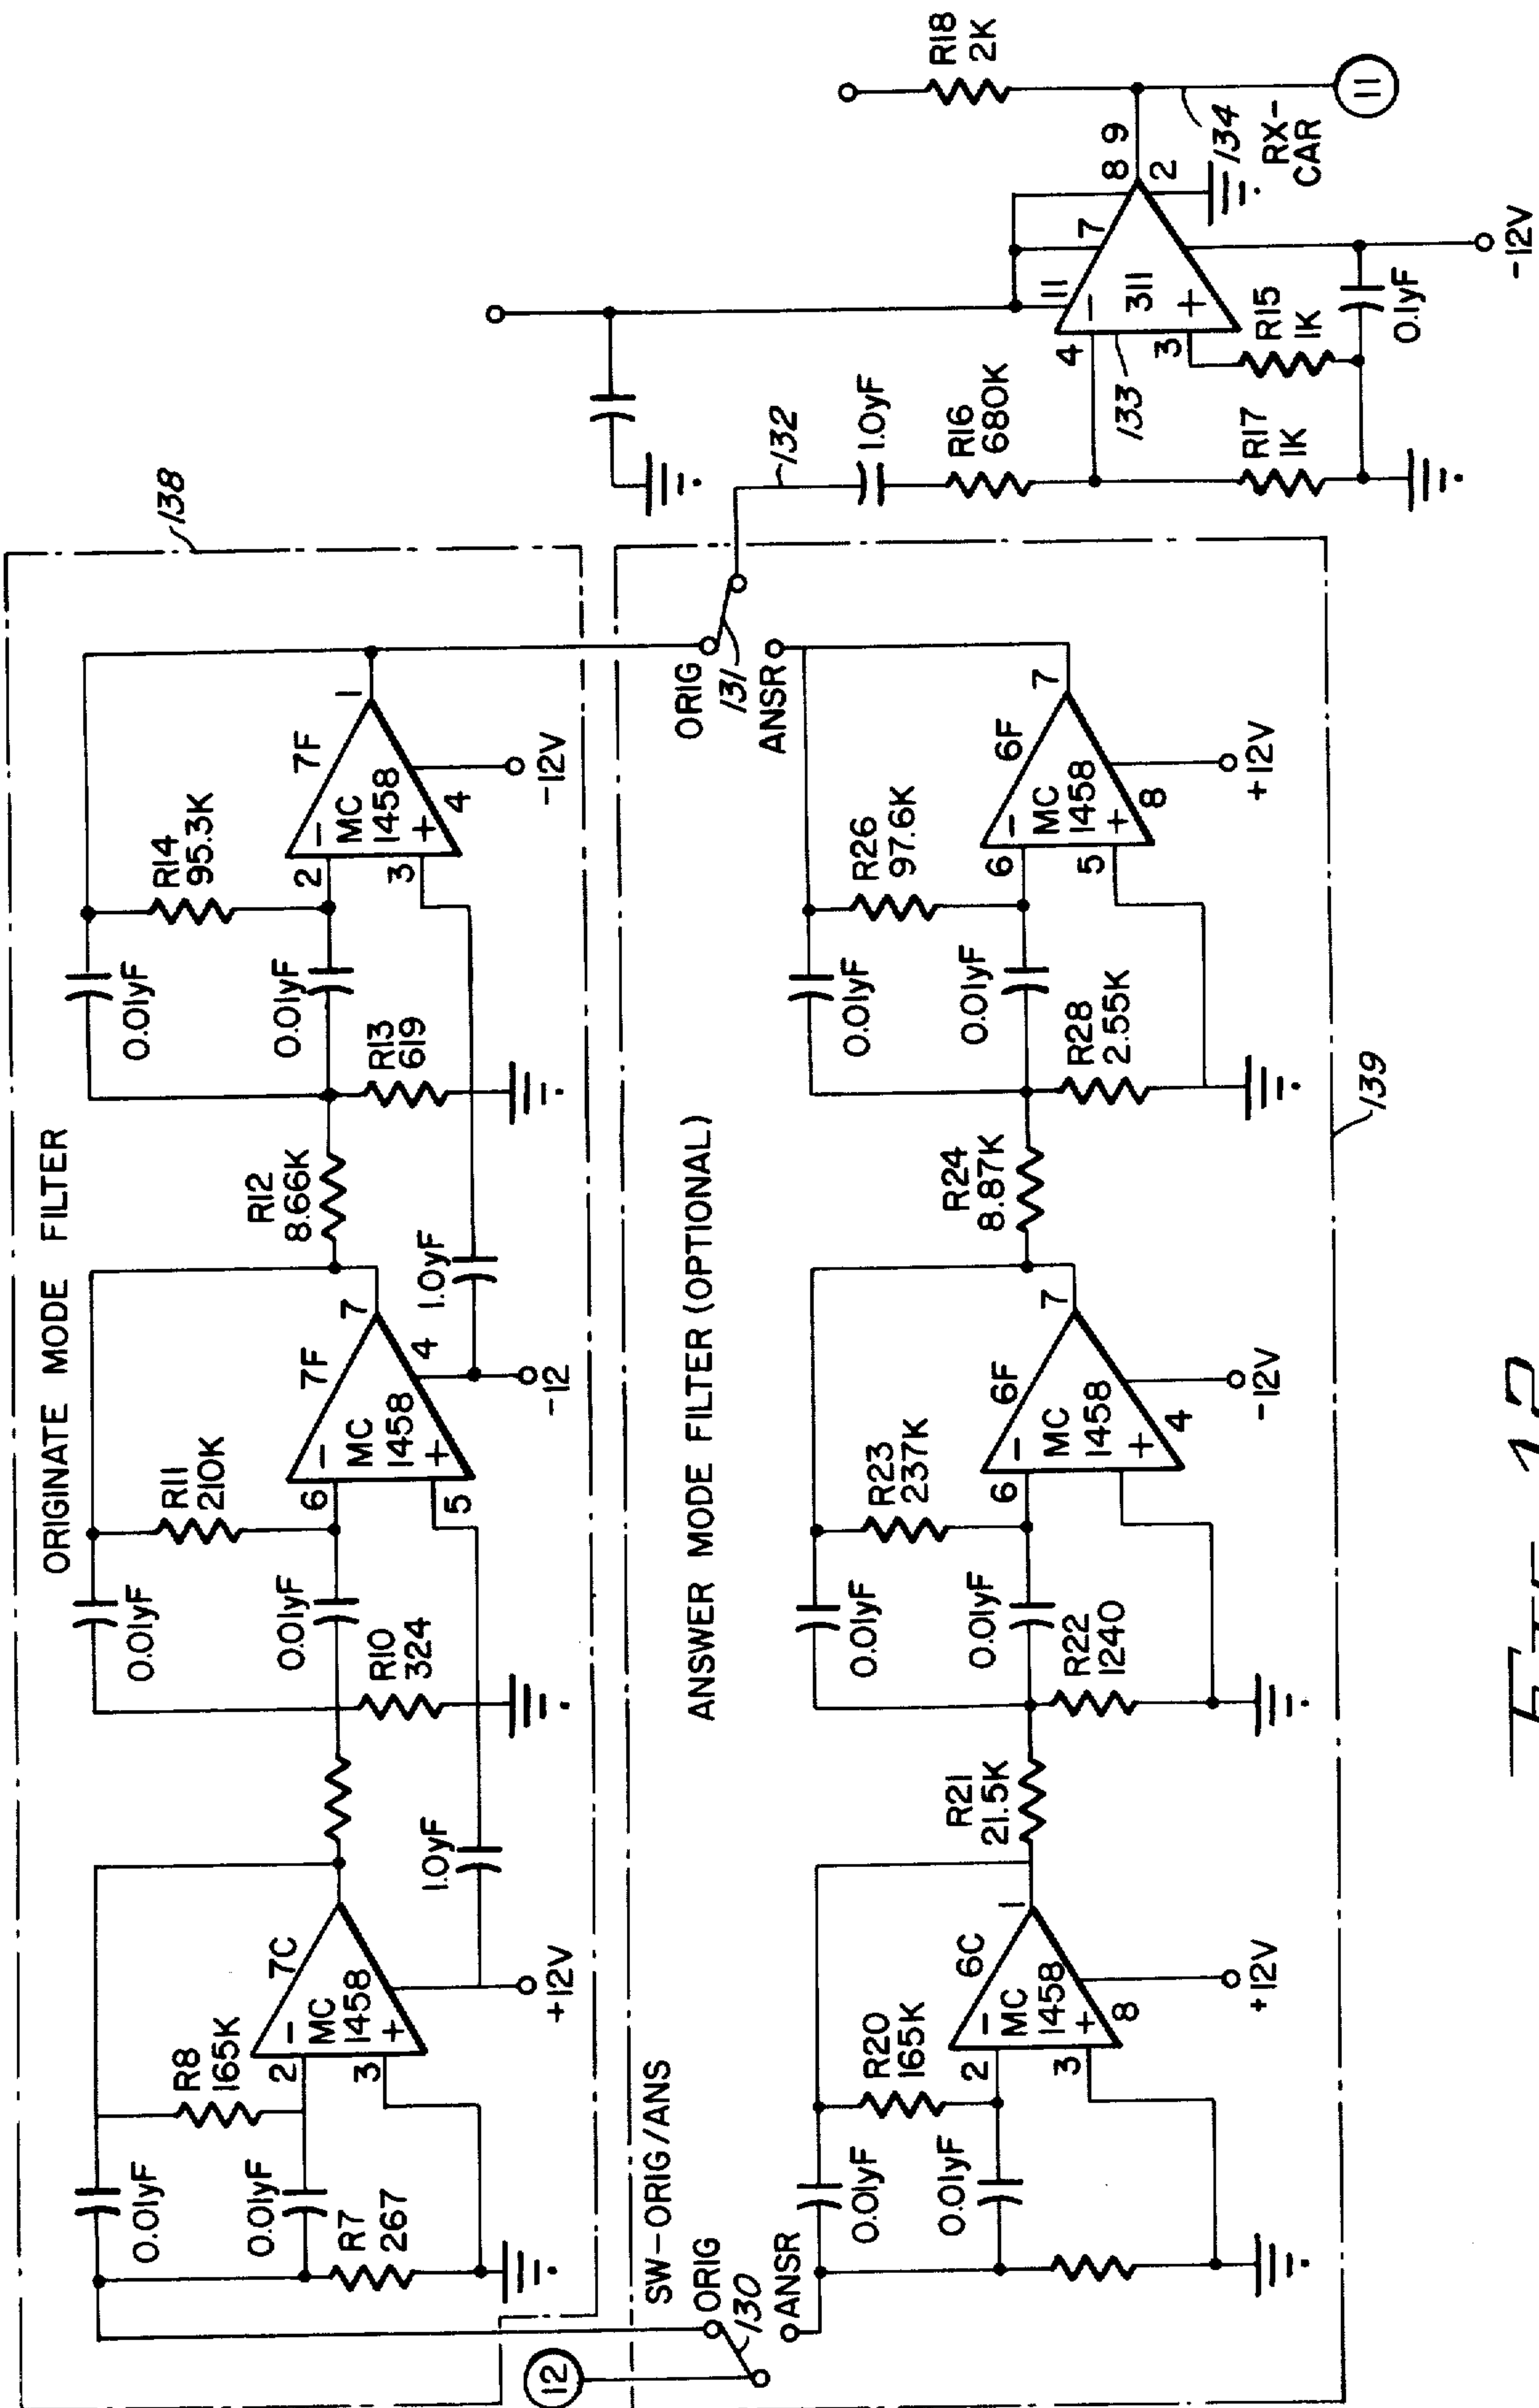 ORIGINATE MODE FILTER
138
0.01yF
R8
165K
0.01yF
R7
267
2
3
7C
MC
1458
+12V
1.0yF
0.01yF
R11
210K
0.01yF
R10
324
6
5
7F
MC
1458
7
4
-12
1.0yF
R12
8.66K
0.01yF
R14
95.3K
0.01yF
R13
619
2
3
7F
MC
1458
1
4
-12V
12
SW-ORIG/ANS
ORIG
130
ANSR
ANSWER MODE FILTER (OPTIONAL)
0.01yF
R20
165K
0.01yF
2
3
6C
MC
1458
1
8
+12V
R21
21.5K
0.01yF
R23
237K
0.01yF
R22
1240
6
6F
MC
1458
7
4
-12V
R24
8.87K
0.01yF
R26
97.6K
0.01yF
R28
2.55K
6
5
6F
MC
1458
7
8
+12V
139
ORIG
131
ANSR
132
1.0yF
R16
680K
R17
1K
4
3
133
11
7
311
8
9
2
R15
1K
0.1yF
-12V
R18
2K
134
RX-
CAR
11